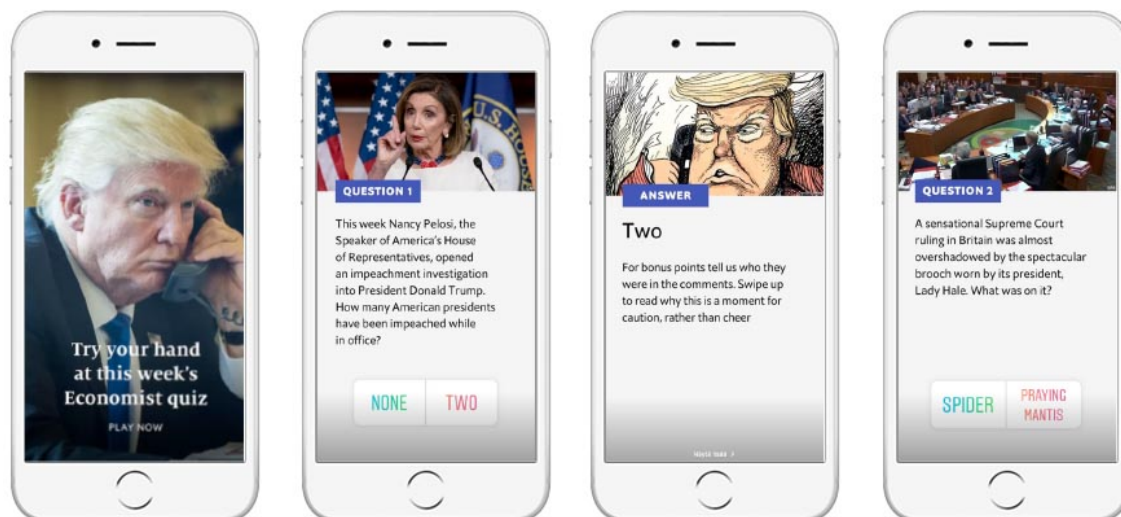 Try your hand
at this week's
Economist quiz
PLAY NOW
QUESTION 1
This week Nancy Pelosi, the
Speaker of America's House
of Representatives, opened
an impeachment investigation
into President Donald Trump.
How many American presidents
have been impeached while
in office?
NONE
TWO
ANSWER
Two
For bonus points tell us who they
were in the comments. Swipe up
to read why this is a moment for
caution, rather than cheer
QUESTION 2
A sensational Supreme Court
ruling in Britain was almost
overshadowed by the spectacular
brooch worn by its president,
Lady Hale. What was on it?
SPIDER
PRAYING
MANTIS